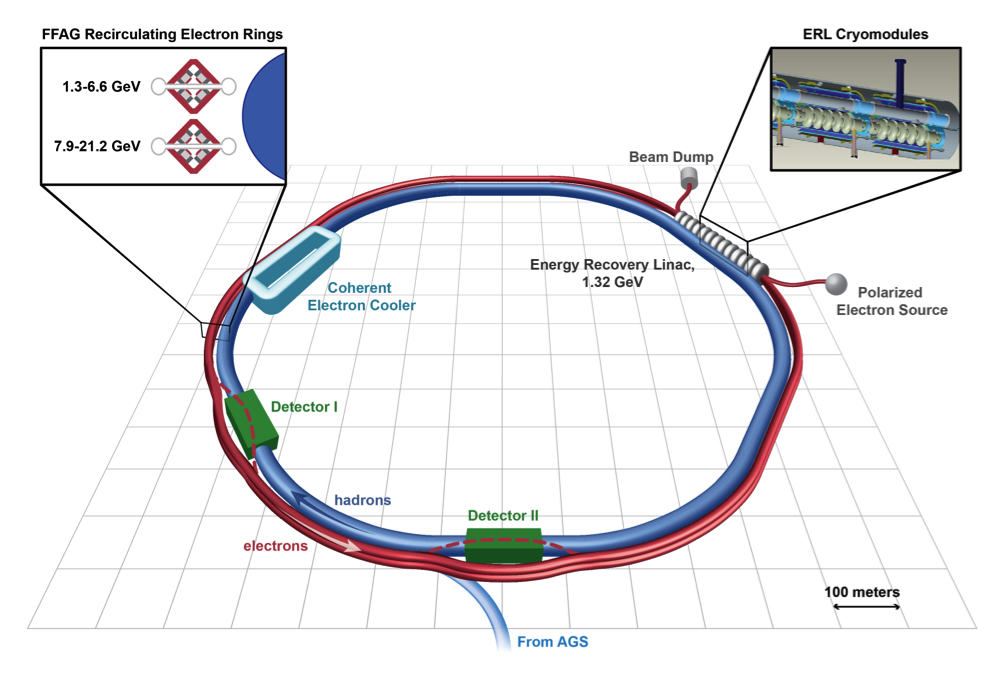 FFAG Recirculating Electron Rings
1.3-6.6 GeV
7.9-21.2 GeV
ERL Cryomodules
Beam Dump
Energy Recovery Linac,
1.32 GeV
Polarized
Electron Source
Coherent
Electron Cooler
Detector I
hadrons
Detector II
electrons
100 meters
From AGS